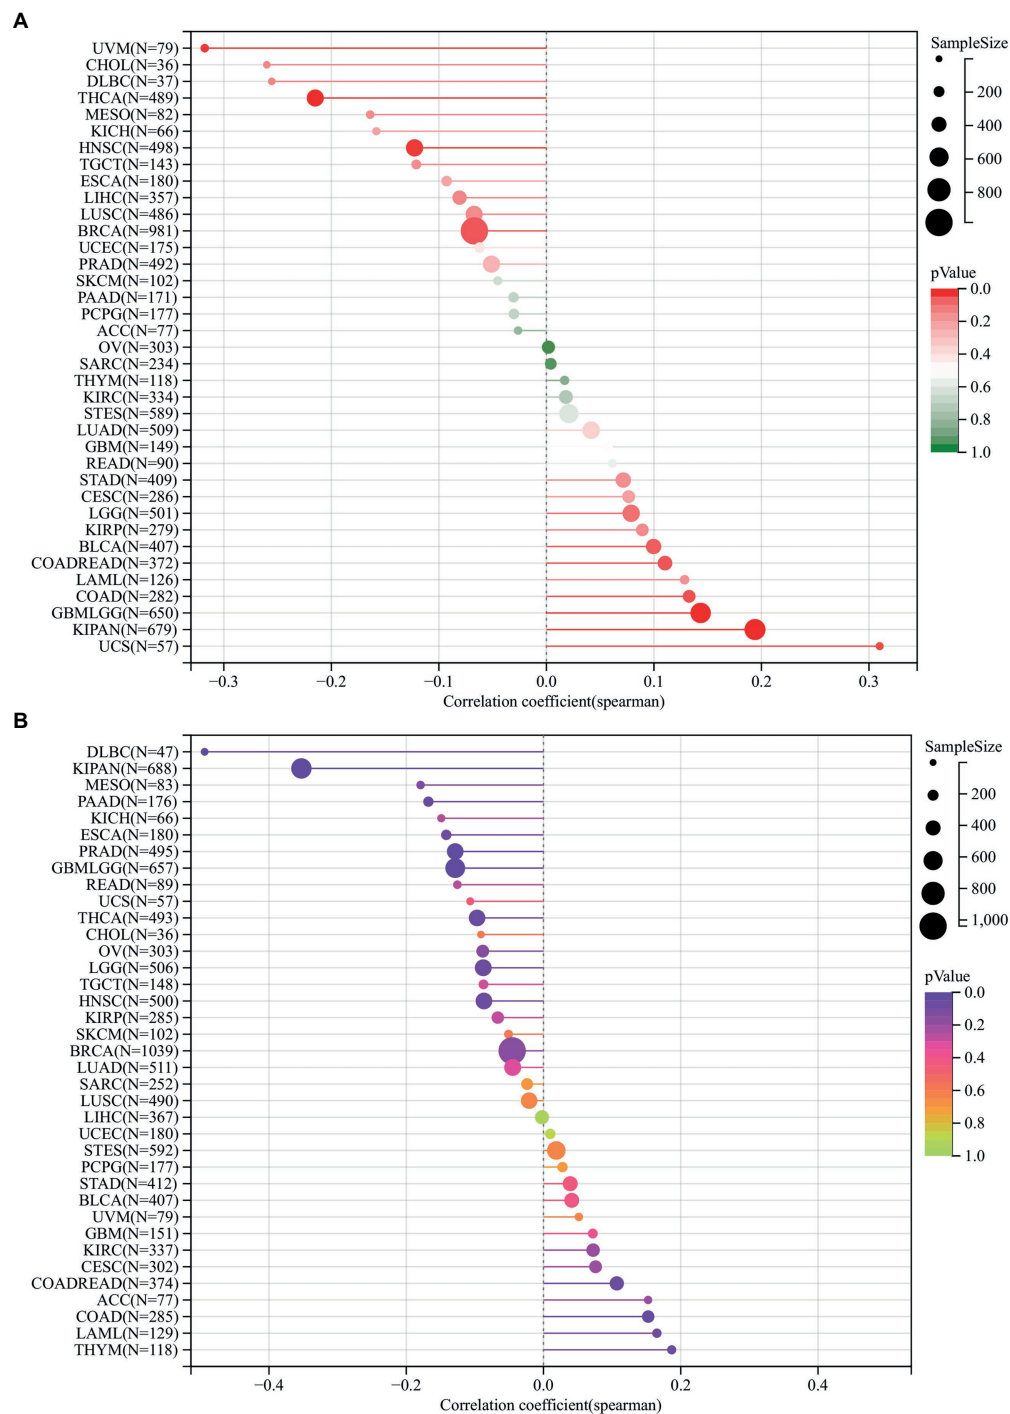 A
UVM(N=79)
CHOL(N=36)
DLBC(N=37)
THCA(N=489)
MESO(N=82)
KICH(N=66)
HNSC(N=498)
TGCT(N=143)
ESCA(N=180)
LIHC(N=357)
LUSC(N=486)
BRCA(N=981)
UCEC(N=175)
PRAD(N=492)
SKCM(N=102)
PAAD(N=171)
PCPG(N=177)
ACC(N=77)
OV(N=303)
SARC(N=234)
THYM(N=118)
KIRC(N=334)
STES(N=589)
LUAD(N=509)
GBM(N=149)
READ(N=90)
STAD(N=409)
CESC(N=286)
LGG(N=501)
KIRP(N=279)
BLCA(N=407)
COADREAD(N=372)
LAML(N=126)
COAD(N=282)
GBMLGG(N=650)
KIPAN(N=679)
UCS(N=57)
−0.3 −0.2 −0.1 0.0 0.1 0.2 0.3
Correlation coefficient(spearman)
SampleSize
200
400
600
800
pValue
0.0
0.2
0.4
0.6
0.8
1.0
B
DLBC(N=47)
KIPAN(N=688)
MESO(N=83)
PAAD(N=176)
KICH(N=66)
ESCA(N=180)
PRAD(N=495)
GBMLGG(N=657)
READ(N=89)
UCS(N=57)
THCA(N=493)
CHOL(N=36)
OV(N=303)
LGG(N=506)
TGCT(N=148)
HNSC(N=500)
KIRP(N=285)
SKCM(N=102)
BRCA(N=1039)
LUAD(N=511)
SARC(N=252)
LUSC(N=490)
LIHC(N=367)
UCEC(N=180)
STES(N=592)
PCPG(N=177)
STAD(N=412)
BLCA(N=407)
UVM(N=79)
GBM(N=151)
KIRC(N=337)
CESC(N=302)
COADREAD(N=374)
ACC(N=77)
COAD(N=285)
LAML(N=129)
THYM(N=118)
−0.4 −0.2 0.0 0.2 0.4
Correlation coefficient(spearman)
SampleSize
200
400
600
800
1,000
pValue
0.0
0.2
0.4
0.6
0.8
1.0